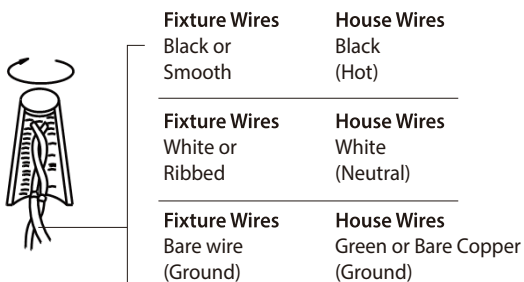 Fixture Wires House Wires
Black or Black
Smooth (Hot)
Fixture Wires House Wires
White or White
Ribbed (Neutral)
Fixture Wires House Wires
Bare wire Green or Bare Copper
(Ground) (Ground)